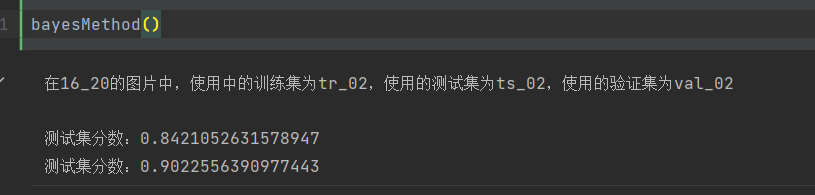 1 bayesMethod()
在16_20的图片中，使用中的训练集为tr_02，使用的测试集为ts_02，使用的验证集为val_02
测试集分数：0.8421052631578947
测试集分数：0.9022556390977443